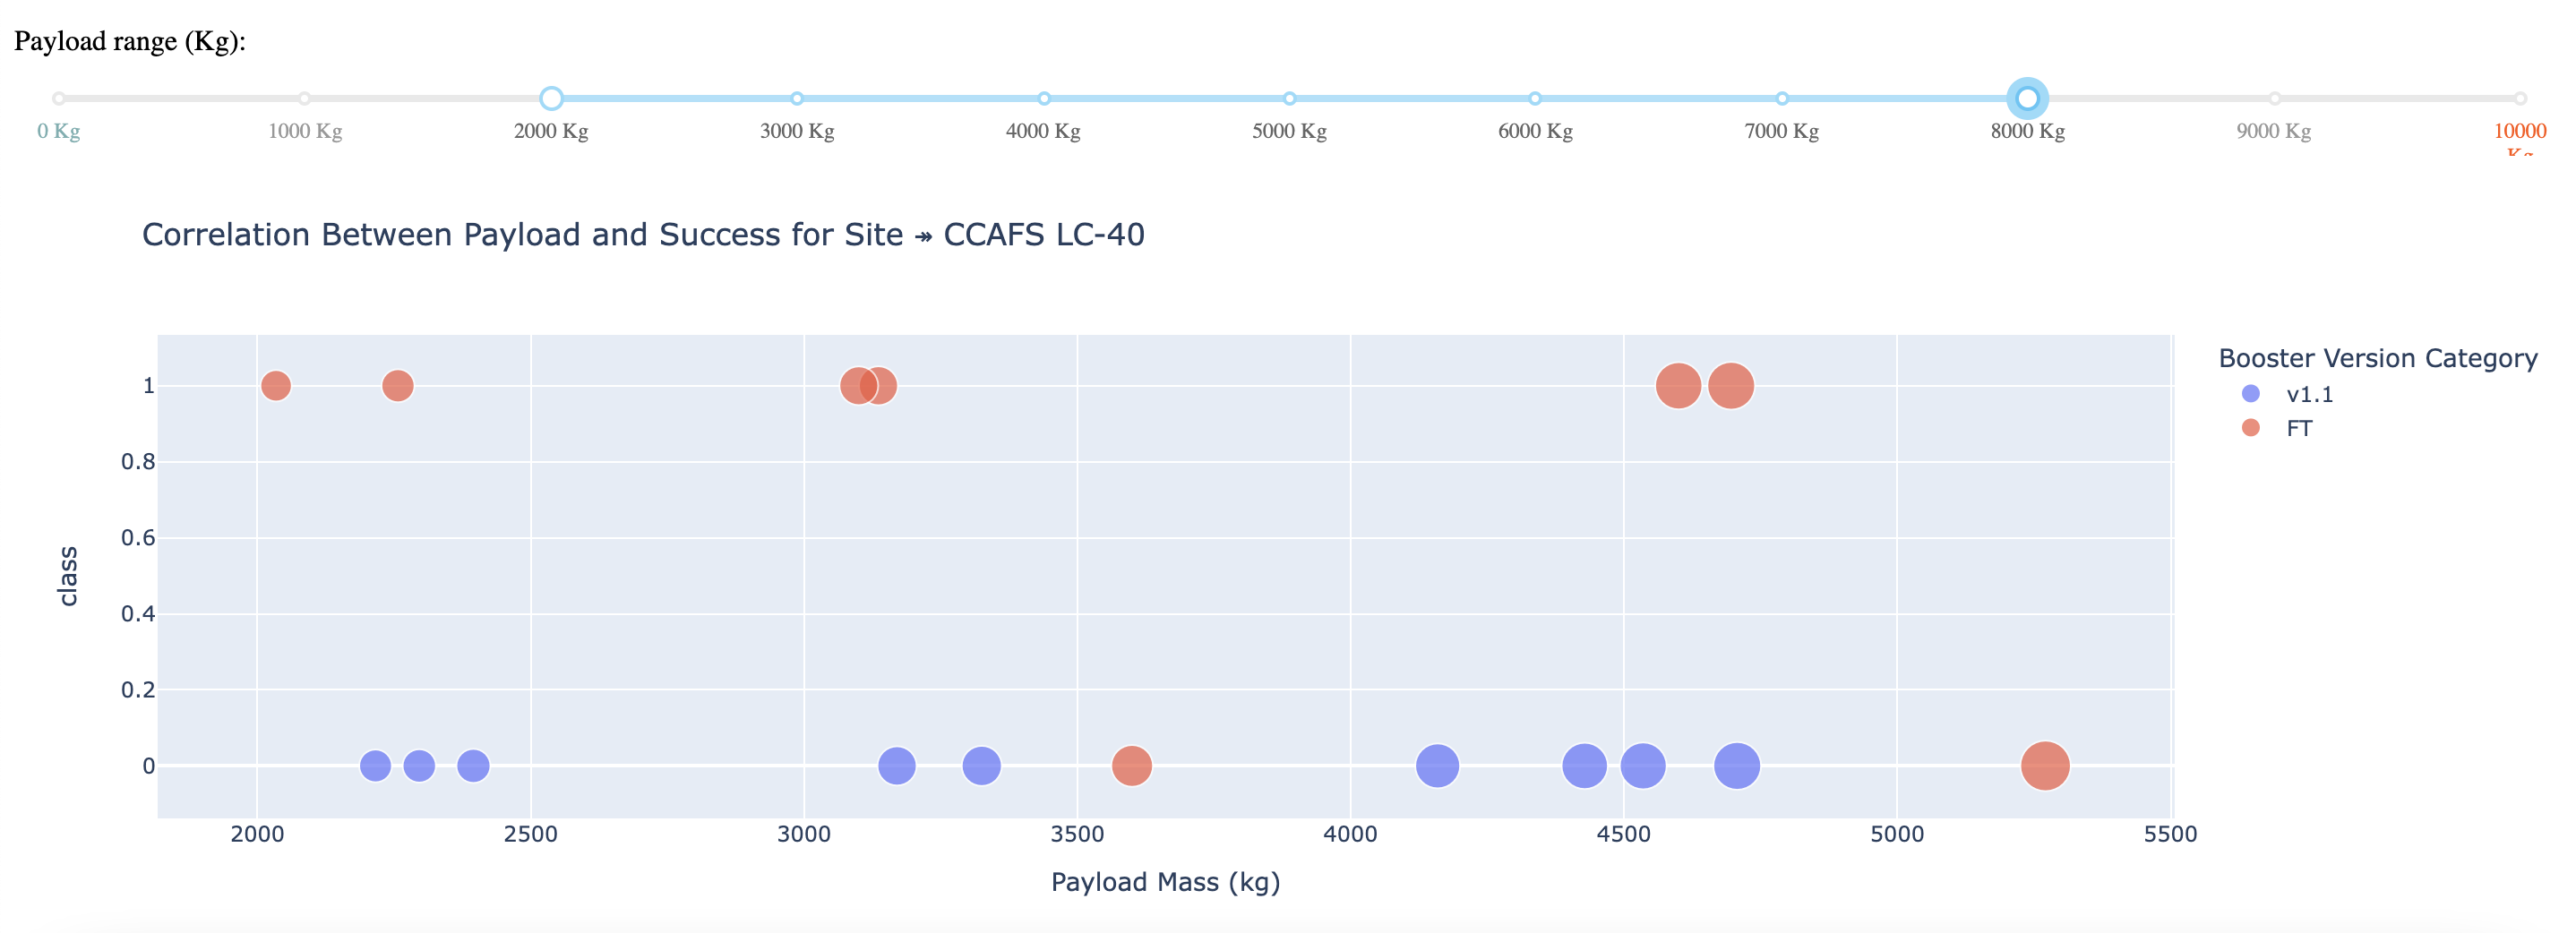 Payload range (Kg):
0 Kg 1000 Kg 2000 Kg 3000 Kg 4000 Kg 5000 Kg 6000 Kg 7000 Kg 8000 Kg 9000 Kg 10000
Kg
Correlation Between Payload and Success for Site ↠ CCAFS LC-40
Booster Version Category
v1.1
FT
1
0.8
0.6
0.4
0.2
0
class
2000 2500 3000 3500 4000 4500 5000 5500
Payload Mass (kg)